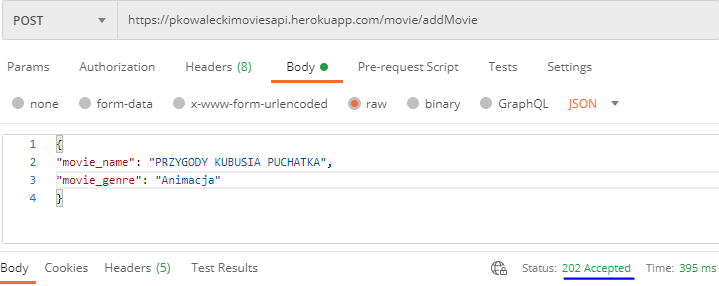 POST https://pkowaleckimoviesapi.herokuapp.com/movie/addMovie
Params Authorization Headers (8) Body Pre-request Script Tests Settings
none form-data x-www-form-urlencoded raw binary GraphQL JSON
1 {
2 "movie_name": "PRZYGODY KUBUSIA PUCHATKA",
3 "movie_genre": "Animacja"
4 }
Body Cookies Headers (5) Test Results Status: 202 Accepted Time: 395 ms